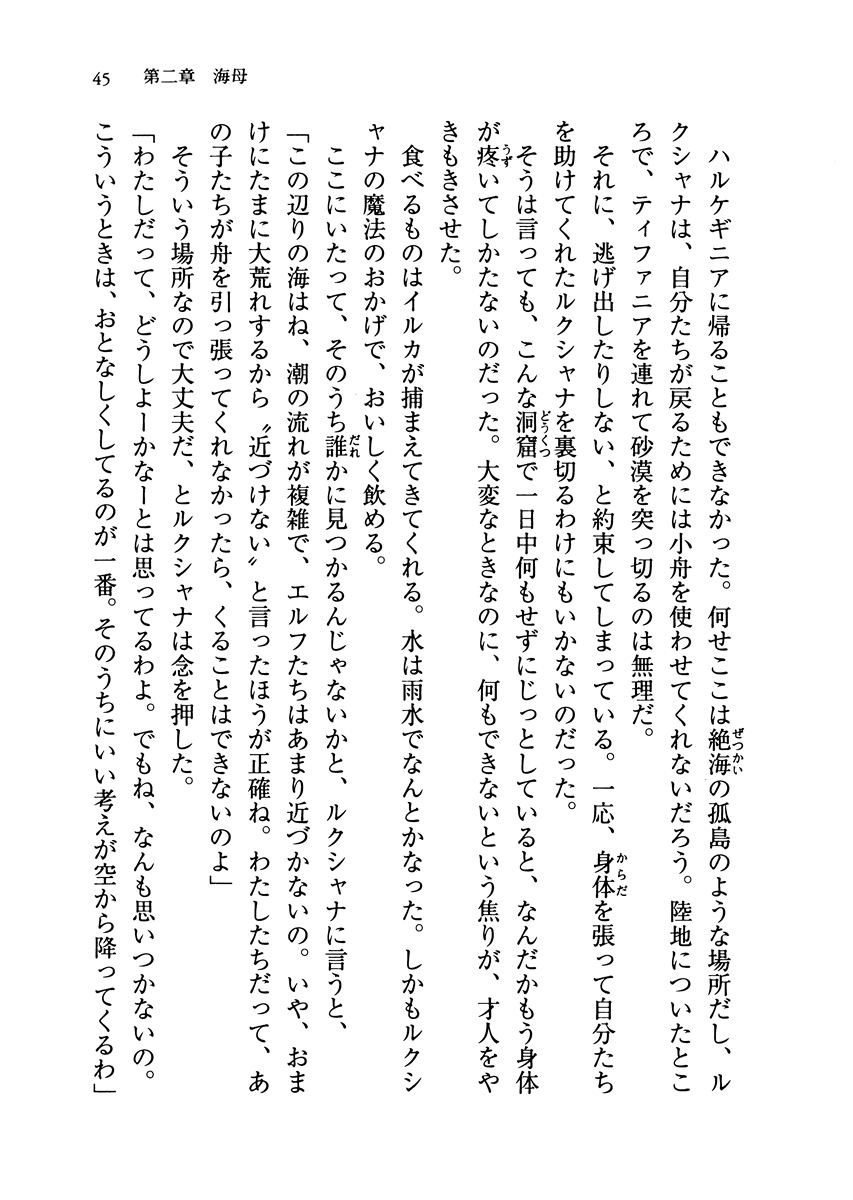 45　第二章　海母
ハルケギニアに帰ることもできなかった。何せここは絶海の孤島のような場所だし、ル
クシャナは、自分たちが戻るためには小舟を使わせてくれないだろう。陸地についたとこ
ろで、ティファニアを連れて砂漠を突っ切るのは無理だ。
それに、逃げ出したりしない、と約束してしまっている。一応、身体を張って自分たち
を助けてくれたルクシャナを裏切るわけにもいかないのだった。
そうは言っても、こんな洞窟で一日中何もせずにじっとしていると、なんだかもう身体
が疼いてしかたないのだった。大変なときなのに、何もできないという焦りが、才人をや
きもきさせた。
食べるものはイルカが捕まえてきてくれる。水は雨水でなんとかなった。しかもルクシ
ャナの魔法のおかげで、おいしく飲める。
ここにいたって、そのうち誰かに見つかるんじゃないかと、ルクシャナに言うと、
「この辺りの海はね、潮の流れが複雑で、エルフたちはあまり近づかないの。いや、おま
けにたまに大荒れするから〝近づけない〟と言ったほうが正確ね。わたしたちだって、あ
の子たちが舟を引っ張ってくれなかったら、くることはできないのよ」
そういう場所なので大丈夫だ、とルクシャナは念を押した。
「わたしだって、どうしよーかなーとは思ってるわよ。でもね、なんも思いつかないの。
こういうときは、おとなしくしてるのが一番。そのうちにいい考えが空から降ってくるわ」